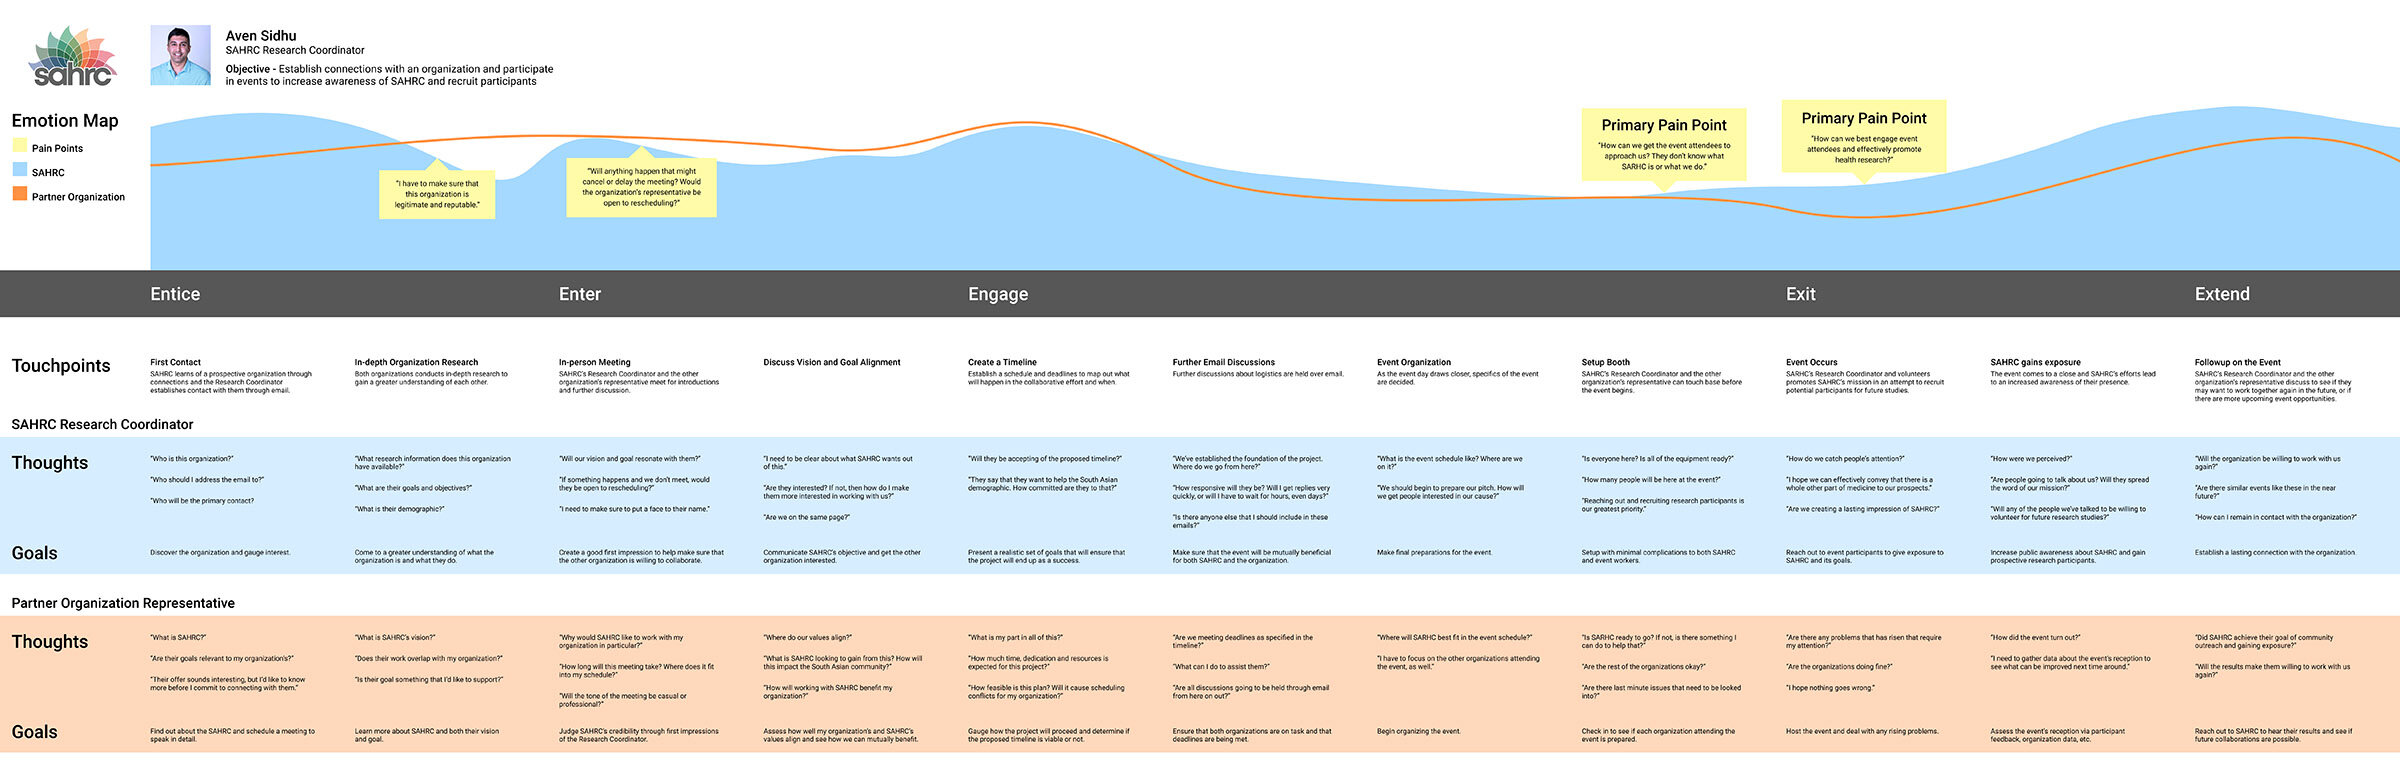 sahrc
Aven Sidhu
SAHRC Research Coordinator
Objective - Establish connections with an organization and participate
in events to increase awareness of SAHRC and recruit participants
Emotion Map
Pain Points
SAHRC
Partner Organization
"I have to make sure that
this organization is
legitimate and reputable."
"Will anything happen that might
cancel or delay the meeting? Would
the organization's representative be
open to rescheduling?"
Primary Pain Point
"How can we get the event attendees to
approach us? They don't know what
SARHC is or what we do."
Primary Pain Point
"How can we best engage event
attendees and effectively promote
health research?"
Entice
Enter
Engage
Exit
Extend
Touchpoints
First Contact
SAHRC learns of a prospective organization through
connections and the Research Coordinator
establishes contact with them through email.
In-depth Organization Research
Both organizations conducts in-depth research to
gain a greater understanding of each other.
In-person Meeting
SAHRC's Research Coordinator and the other
organization's representative meet for introductions
and further discussion.
Discuss Vision and Goal Alignment
Create a Timeline
Establish a schedule and deadlines to map out what
will happen in the collaborative effort and when.
Further Email Discussions
Further discussions about logistics are held over email.
Event Organization
As the event day draws closer, specifics of the event
are decided.
Setup Booth
SAHRC's Research Coordinator and the other
organization's representative can touch base before
the event begins.
Event Occurs
SARHC's Research Coordinator and volunteers
promotes SAHRC's mission in an attempt to recruit
potential participants for future studies.
SAHRC gains exposure
The event comes to a close and SAHRC's efforts lead
to an increased awareness of their presence.
Followup on the Event
SAHRC's Research Coordinator and the other
organization's representative discuss to see if they
may want to work together again in the future, or if
there are more upcoming event opportunities.
SAHRC Research Coordinator
Thoughts
"Who is this organization?"
"Who should I address the email to?"
"Who will be the primary contact?
"What research information does this organization
have available?"
"What are their goals and objectives?"
"What is their demographic?"
"Will our vision and goal resonate with them?"
"If something happens and we don't meet, would
they be open to rescheduling?"
"I need to make sure to put a face to their name."
"I need to be clear about what SAHRC wants out
of this."
"Are they interested? If not, then how do I make
them more interested in working with us?"
"Are we on the same page?"
"Will they be accepting of the proposed timeline?"
"They say that they want to help the South Asian
demographic. How committed are they to that?"
"We've established the foundation of the project.
Where do we go from here?"
"How responsive will they be? Will I get replies very
quickly, or will I have to wait for hours, even days?"
"Is there anyone else that I should include in these
emails?"
"What is the event schedule like? Where are we
on it?"
"We should begin to prepare our pitch. How will
we get people interested in our cause?"
"Is everyone here? Is all of the equipment ready?"
"How many people will be here at the event?"
"Reaching out and recruiting research participants is
our greatest priority."
"How do we catch people's attention?"
"I hope we can effectively convey that there is a
whole other part of medicine to our prospects."
"Are we creating a lasting impression of SAHRC?"
"How were we perceived?"
"Are people going to talk about us? Will they spread
the word of our mission?"
"Will any of the people we've talked to be willing to
volunteer for future research studies?"
"Will the organization be willing to work with us
again?"
"Are there similar events like these in the near
future?"
"How can I remain in contact with the organization?"
Goals
Discover the organization and gauge interest.
Come to a greater understanding of what the
organization is and what they do.
Create a good first impression to help make sure that
the other organization is willing to collaborate.
Communicate SAHRC's objective and get the other
organization interested.
Present a realistic set of goals that will ensure that
the project will end up as a success.
Make sure that the event will be mutually beneficial
for both SAHRC and the organization.
Make final preparations for the event.
Setup with minimal complications to both SAHRC
and event workers.
Reach out to event participants to give exposure to
SAHRC and its goals.
Increase public awareness about SAHRC and gain
prospective research participants.
Establish a lasting connection with the organization.
Partner Organization Representative
Thoughts
"What is SAHRC?"
"Are their goals relevant to my organization's?"
"Their offer sounds interesting, but I'd like to know
more before I commit to connecting with them."
"What is SAHRC's vision?"
"Does their work overlap with my organization?"
"Is their goal something that I'd like to support?"
"Why would SAHRC like to work with my
organization in particular?"
"How long will this meeting take? Where does it fit
into my schedule?"
"Will the tone of the meeting be casual or
professional?"
"Where do our values align?"
"What is SAHRC looking to gain from this? How will
this impact the South Asian community?"
"How will working with SAHRC benefit my
organization?"
"What is my part in all of this?"
"How much time, dedication and resources is
expected for this project?"
"How feasible is this plan? Will it cause scheduling
conflicts for my organization?"
"Are we meeting deadlines as specified in the
timeline?"
"What can I do to assist them?"
"Are all discussions going to be held through email
from here on out?"
"Where will SAHRC best fit in the event schedule?"
"I have to focus on the other organizations attending
the event, as well."
"Is SARHC ready to go? If not, is there something I
can do to help that?"
"Are the rest of the organizations okay?"
"Are there last minute issues that need to be looked
into?"
"Are there any problems that has risen that require
my attention?"
"Are the organizations doing fine?"
"I hope nothing goes wrong."
"How did the event turn out?"
"I need to gather data about the event's reception to
see what can be improved next time around."
"Did SAHRC achieve their goal of community
outreach and gaining exposure?"
"Will the results make them willing to work with us
again?"
Goals
Find out about the SAHRC and schedule a meeting to
speak in detail.
Learn more about SAHRC and both their vision
and goal.
Judge SAHRC's credibility through first impressions
of the Research Coordinator.
Assess how well my organization's and SAHRC's
values align and see how we can mutually benefit.
Gauge how the project will proceed and determine if
the proposed timeline is viable or not.
Ensure that both organizations are on task and that
deadlines are being met.
Begin organizing the event.
Check in to see if each organization attending the
event is prepared.
Host the event and deal with any rising problems.
Assess the event's reception via participant
feedback, organization data, etc.
Reach out to SAHRC to hear their results and see if
future collaborations are possible.